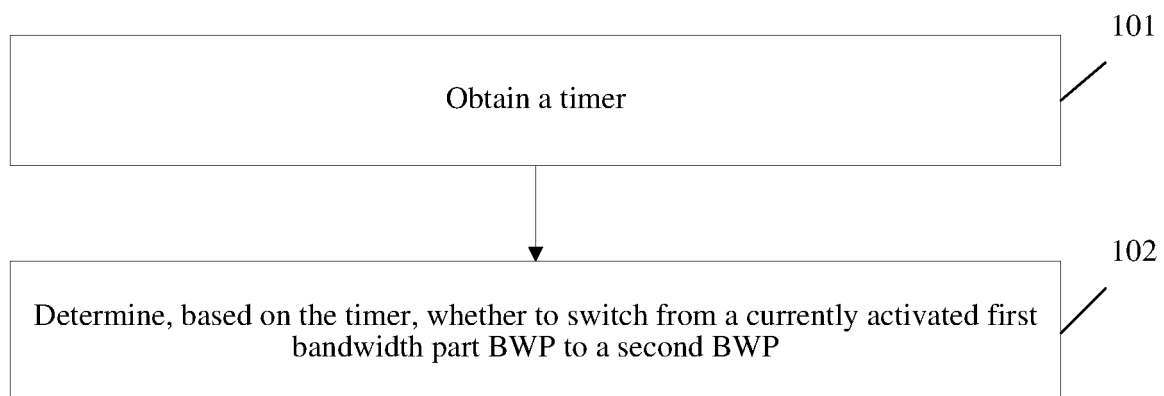 101
Obtain a timer
102
Determine, based on the timer, whether to switch from a currently activated first
bandwidth part BWP to a second BWP